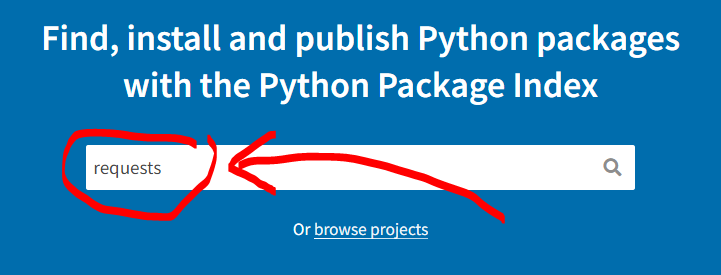 Find, install and publish Python packages
with the Python Package Index
requests
Or browse projects